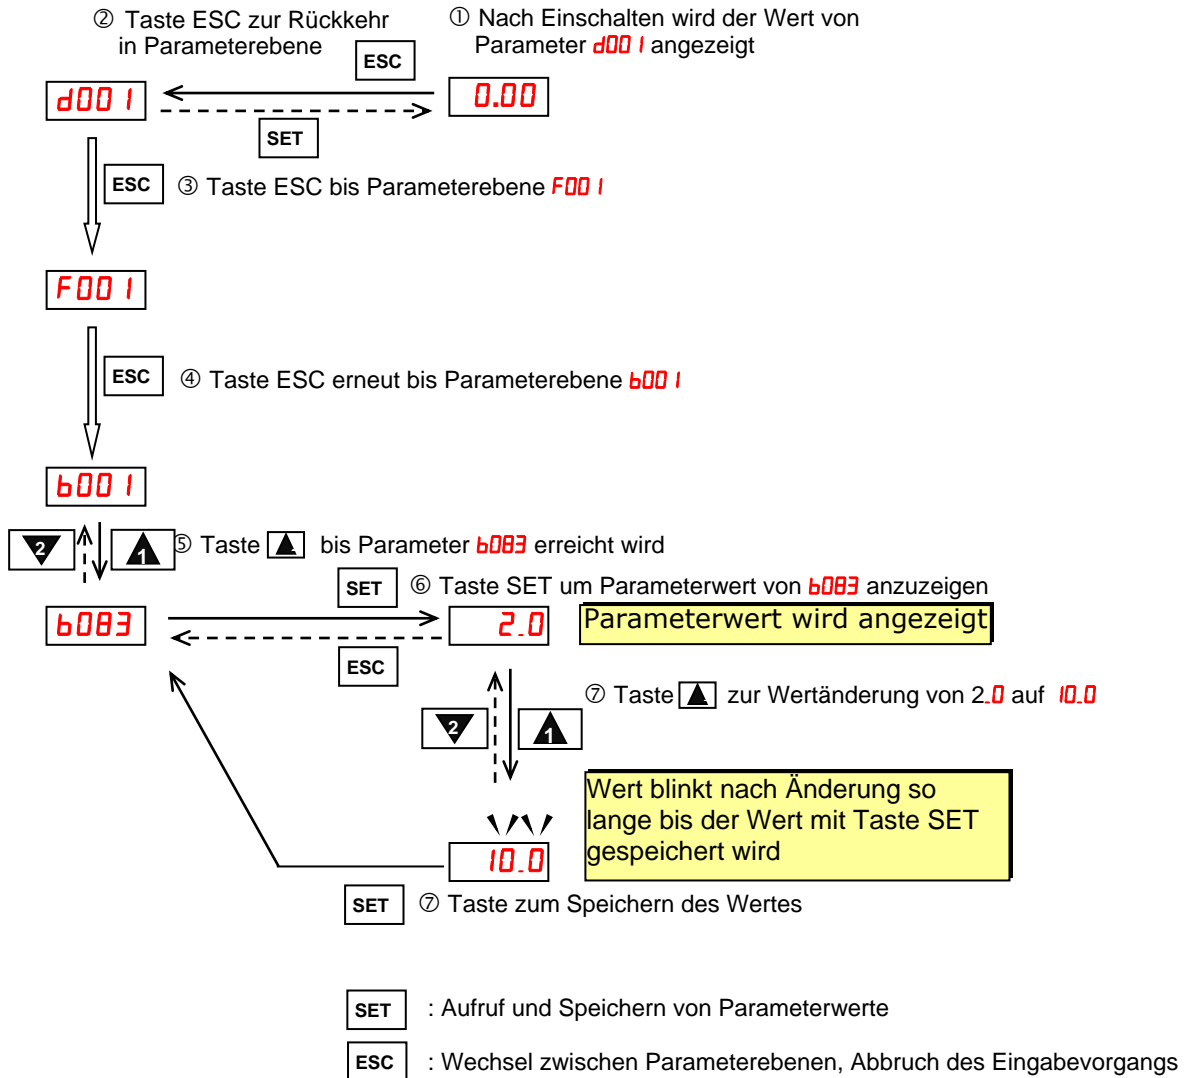 ② Taste ESC zur Rückkehr
in Parameterebene
① Nach Einschalten wird der Wert von
Parameter d001 angezeigt
ESC
d001
0.00
SET
ESC
③ Taste ESC bis Parameterebene F001
F001
ESC
④ Taste ESC erneut bis Parameterebene b001
b001
2
1
⑤ Taste ▲ bis Parameter b083 erreicht wird
SET
⑥ Taste SET um Parameterwert von b083 anzuzeigen
b083
2.0
Parameterwert wird angezeigt
ESC
⑦ Taste ▲ zur Wertänderung von 2.0 auf 10.0
2
1
Wert blinkt nach Änderung so
lange bis der Wert mit Taste SET
gespeichert wird
10.0
SET
⑦ Taste zum Speichern des Wertes
SET : Aufruf und Speichern von Parameterwerte
ESC : Wechsel zwischen Parameterebenen, Abbruch des Eingabevorgangs